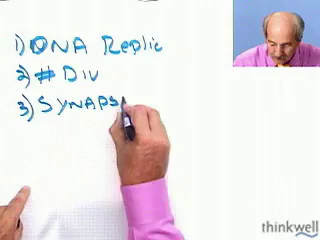 1) DNA Replic
2) # Div
3) SYNAPS
thinkwell